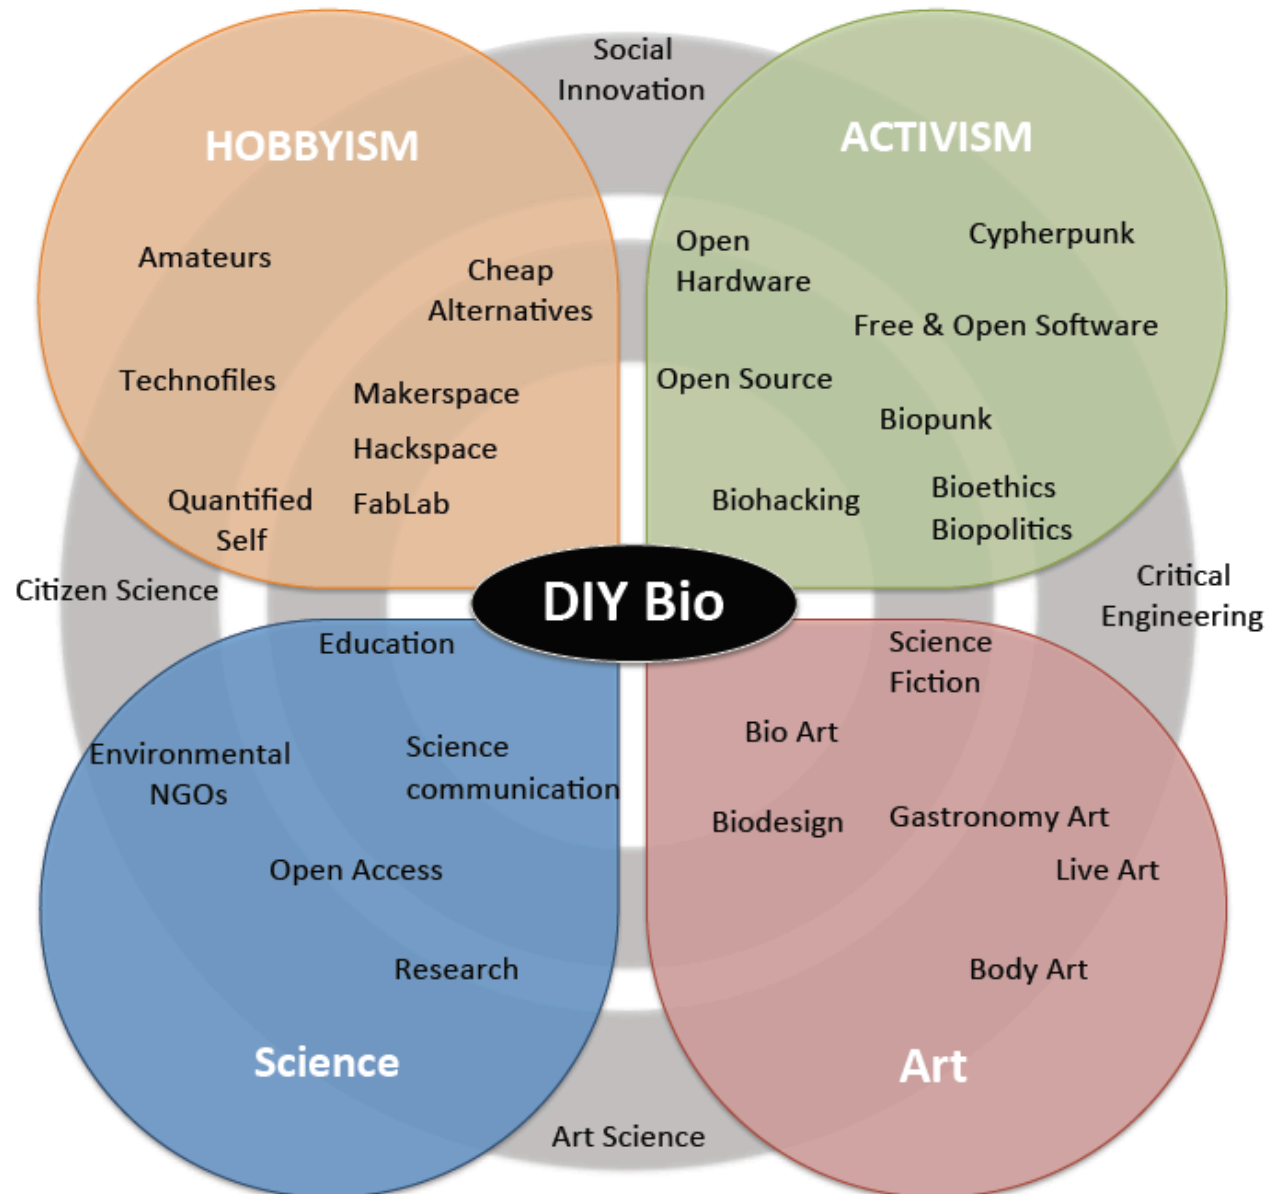 Social
Innovation
HOBBYISM
Amateurs
Cheap
Alternatives
Technofiles
Makerspace
Hackspace
FabLab
Quantified
Self
ACTIVISM
Cypherpunk
Open
Hardware
Free & Open Software
Open Source
Biopunk
Biohacking
Bioethics
Biopolitics
Citizen Science
DIY Bio
Critical
Engineering
Education
Environmental
NGOs
Science
communication
Open Access
Research
Science
Science
Fiction
Bio Art
Biodesign
Gastronomy Art
Live Art
Body Art
Art
Art Science